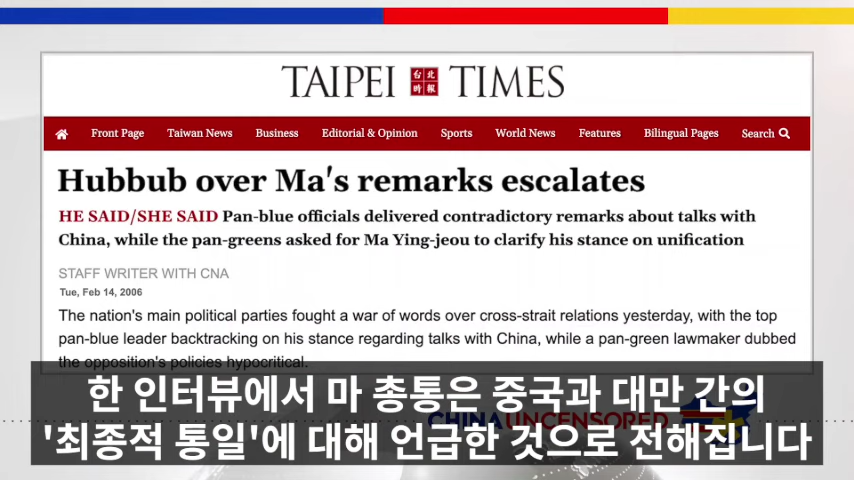 TAIPEI 台北時報 TIMES
Front Page Taiwan News Business Editorial & Opinion Sports World News Features Bilingual Pages Search
Hubbub over Ma's remarks escalates
HE SAID/SHE SAID Pan-blue officials delivered contradictory remarks about talks with
China, while the pan-greens asked for Ma Ying-jeou to clarify his stance on unification
STAFF WRITER WITH CNA
Tue, Feb 14, 2006
The nation's main political parties fought a war of words over cross-strait relations yesterday, with the top
pan-blue leader backtracking on his stance regarding talks with China, while a pan-green lawmaker dubbed
the opposition's policies hypocritical.
한 인터뷰에서 마 총통은 중국과 대만 간의
CHINA UNCENSORED
'최종적 통일'에 대해 언급한 것으로 전해집니다